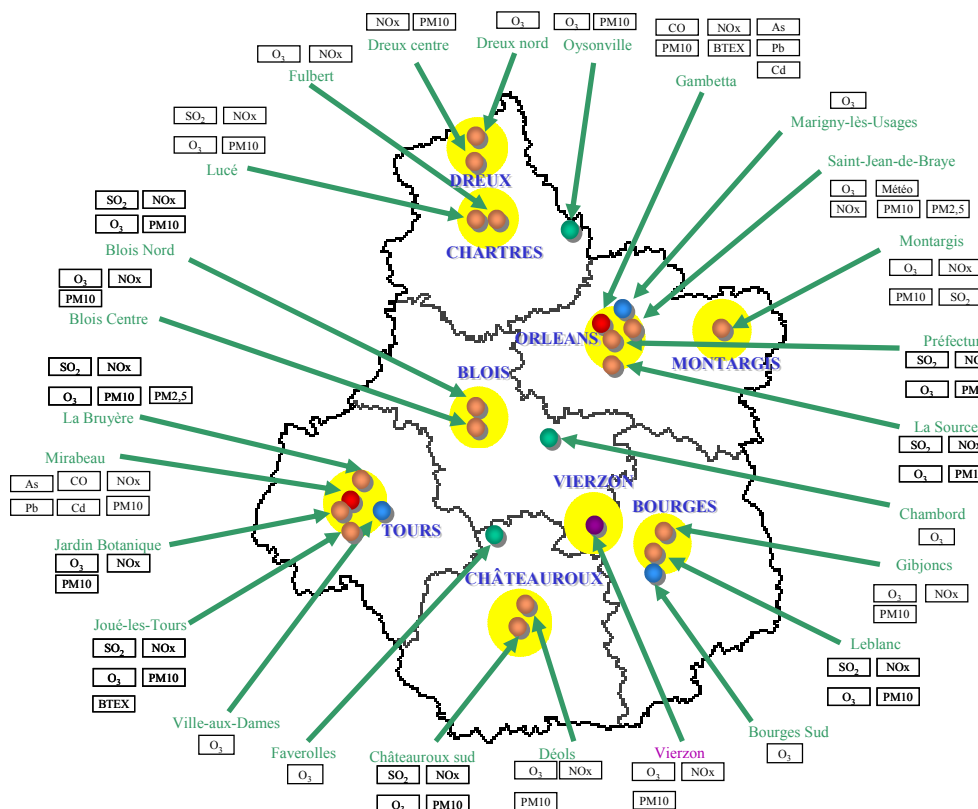 NOx PM10
Dreux centre
O3
Dreux nord
O3 PM10
Oysonville
CO NOx As
PM10 BTEX Pb
Cd
Gambetta
O3 NOx
Fulbert
O3
Marigny-lès-Usages
SO2 NOx
O3 PM10
Lucé
Saint-Jean-de-Braye
O3 Météo
NOx PM10 PM2,5
DREUX
CHARTRES
SO2 NOx
O3 PM10
Blois Nord
Montargis
O3 NOx
PM10 SO2
O3 NOx
PM10
Blois Centre
ORLEANS
MONTARGIS
Préfectur
SO2 NO
O3 PM
BLOIS
SO2 NOx
O3 PM10 PM2,5
La Bruyère
La Source
SO2 NOx
O3 PM1
Mirabeau
As CO NOx
Pb Cd PM10
VIERZON
BOURGES
TOURS
Chambord
O3
Jardin Botanique
O3 NOx
PM10
CHÂTEAUROUX
Gibjoncs
O3 NOx
PM10
Joué-les-Tours
SO2 NOx
O3 PM10
BTEX
Leblanc
SO2 NOx
O3 PM10
Ville-aux-Dames
O3
Faverolles
O3
Châteauroux sud
SO2 NOx
O3 PM10
Déols
O3 NOx
PM10
Vierzon
O3 NOx
PM10
Bourges Sud
O3